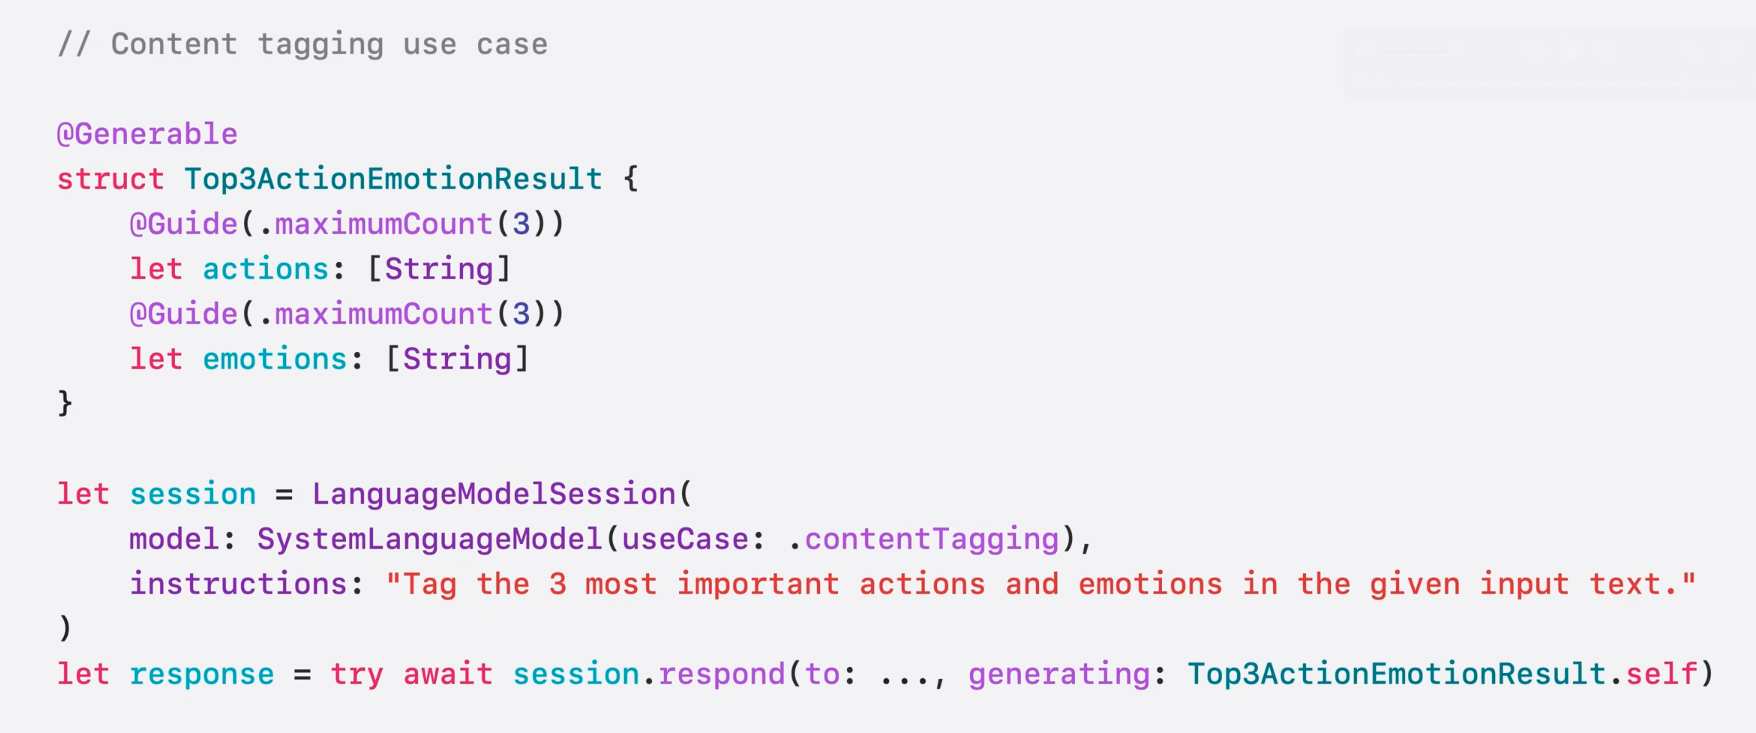 // Content tagging use case
@Generable
struct Top3ActionEmotionResult {
@Guide(.maximumCount(3))
let actions: [String]
@Guide(.maximumCount(3))
let emotions: [String]
}
let session = LanguageModelSession(
model: SystemLanguageModel(useCase: .contentTagging),
instructions: "Tag the 3 most important actions and emotions in the given input text."
)
let response = try await session.respond(to: ..., generating: Top3ActionEmotionResult.self)